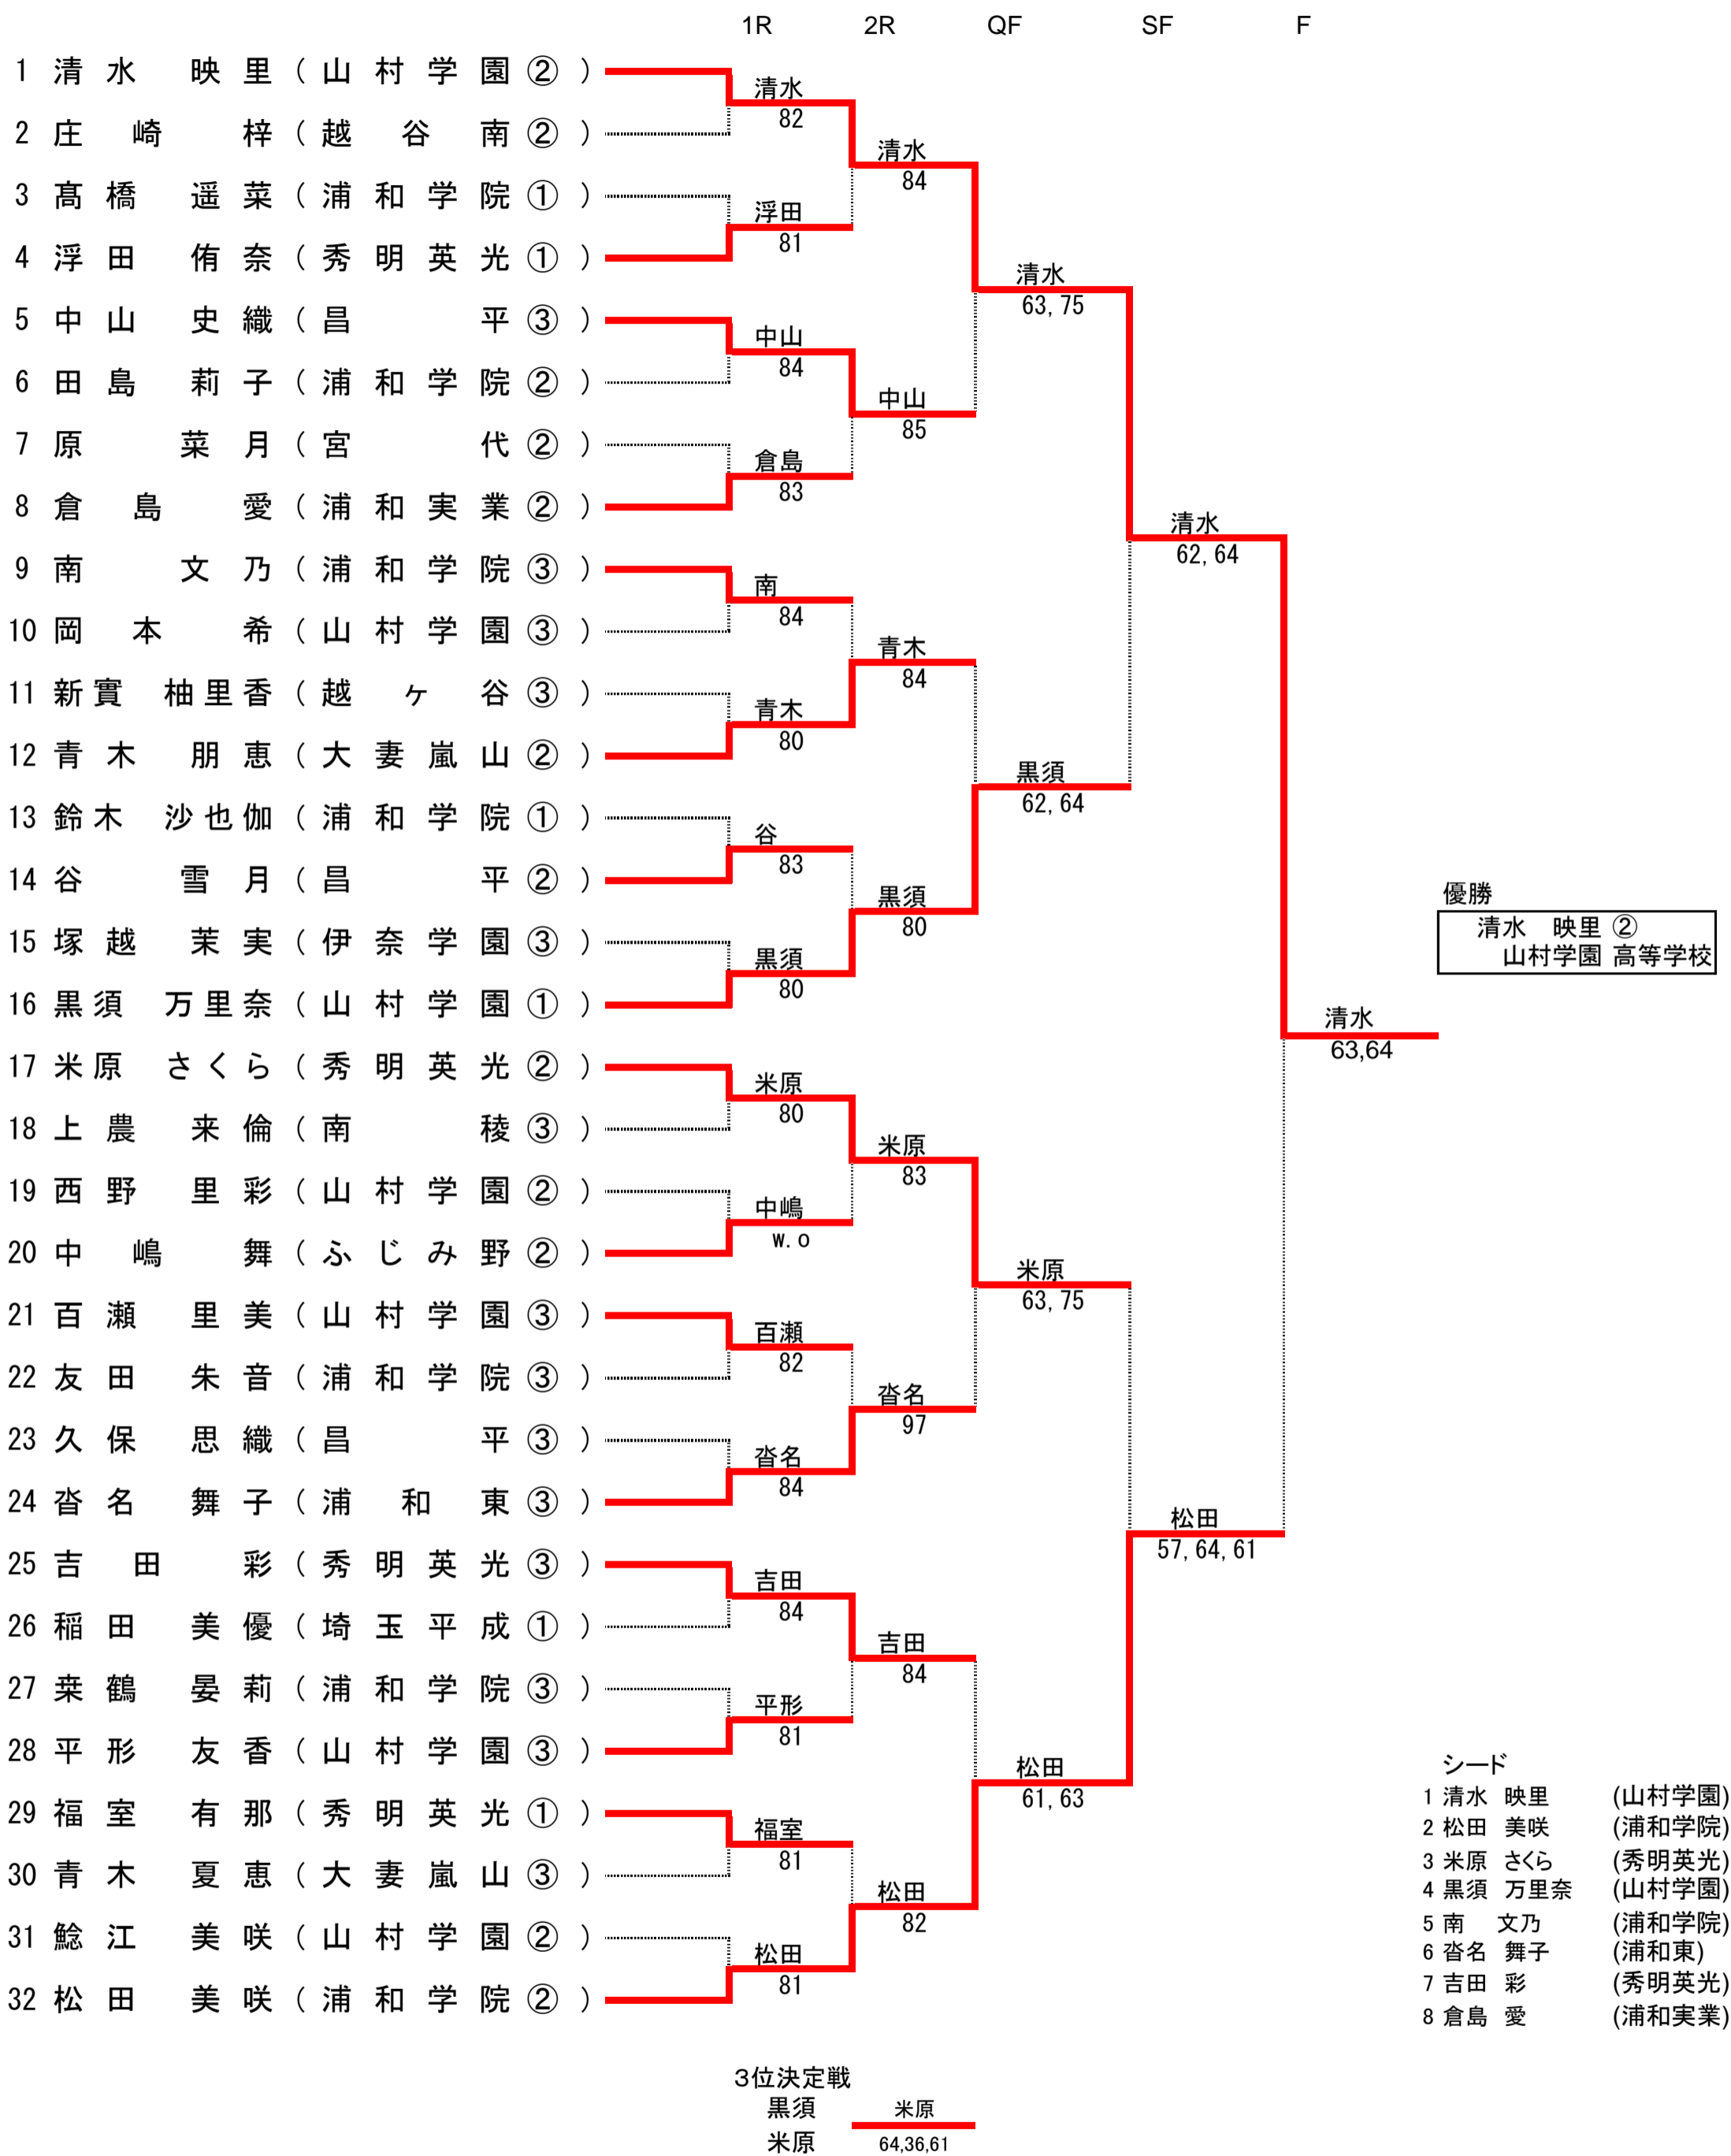 1R 2R QF SF F
1 清水 映里 (山村学園②)
清水
82
2 庄崎 梓 (越谷南②)
清水
84
3 髙橋 遥菜 (浦和学院①)
浮田
81
4 浮田 侑奈 (秀明英光①)
清水
63,75
5 中山 史織 (昌平③)
中山
84
6 田島 莉子 (浦和学院②)
中山
85
7 原 菜月 (宮代②)
倉島
83
8 倉島 愛 (浦和実業②)
清水
62,64
9 南 文乃 (浦和学院③)
南
84
10 岡本 希 (山村学園③)
青木
84
11 新實 柚里香 (越ヶ谷③)
青木
80
12 青木 朋恵 (大妻嵐山②)
黒須
62,64
13 鈴木 沙也伽 (浦和学院①)
谷
83
14 谷 雪月 (昌平②)
黒須
80
15 塚越 茉実 (伊奈学園③)
黒須
80
16 黒須 万里奈 (山村学園①)
優勝
清水 映里 ②
山村学園 高等学校
清水
63,64
17 米原 さくら (秀明英光②)
米原
80
18 上農 来倫 (南稜③)
米原
83
19 西野 里彩 (山村学園②)
中嶋
w.o
20 中嶋 舞 (ふじみ野②)
米原
63,75
21 百瀬 里美 (山村学園③)
百瀬
82
22 友田 朱音 (浦和学院③)
沓名
97
23 久保 思織 (昌平③)
沓名
84
24 沓名 舞子 (浦和東③)
松田
57,64,61
25 吉田 彩 (秀明英光③)
吉田
84
26 稲田 美優 (埼玉平成①)
吉田
84
27 来鶴 晏莉 (浦和学院③)
平形
81
28 平形 友香 (山村学園③)
松田
61,63
29 福室 有那 (秀明英光①)
福室
81
30 青木 夏恵 (大妻嵐山③)
松田
82
31 鯰江 美咲 (山村学園②)
松田
81
32 松田 美咲 (浦和学院②)
シード
1 清水 映里 (山村学園)
2 松田 美咲 (浦和学院)
3 米原 さくら (秀明英光)
4 黒須 万里奈 (山村学園)
5 南 文乃 (浦和学院)
6 沓名 舞子 (浦和東)
7 吉田 彩 (秀明英光)
8 倉島 愛 (浦和実業)
3位決定戦
黒須
米原
米原
64,36,61